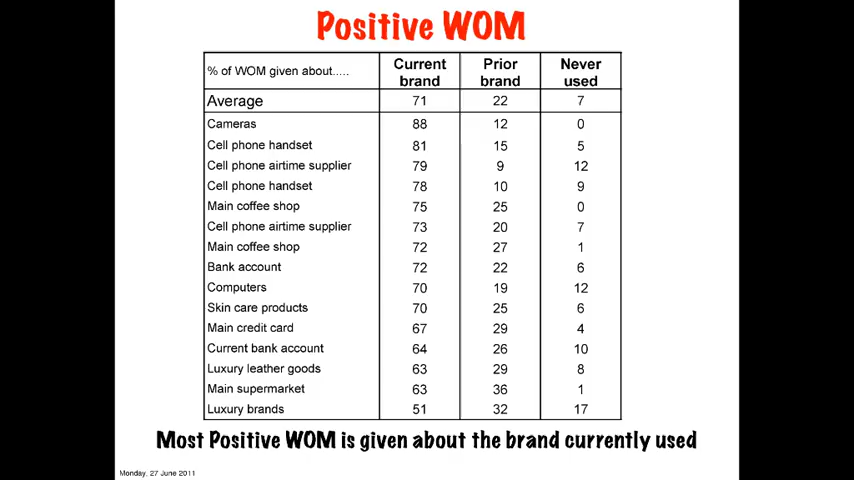 Positive WOM
% of WOM given about..... Current brand Prior brand Never used
Average 71 22 7
Cameras 88 12 0
Cell phone handset 81 15 5
Cell phone airtime supplier 79 9 12
Cell phone handset 78 10 9
Main coffee shop 75 25 0
Cell phone airtime supplier 73 20 7
Main coffee shop 72 27 1
Bank account 72 22 6
Computers 70 19 12
Skin care products 70 25 6
Main credit card 67 29 4
Current bank account 64 26 10
Luxury leather goods 63 29 8
Main supermarket 63 36 1
Luxury brands 51 32 17
Most Positive WOM is given about the brand currently used
Monday, 27 June 2011